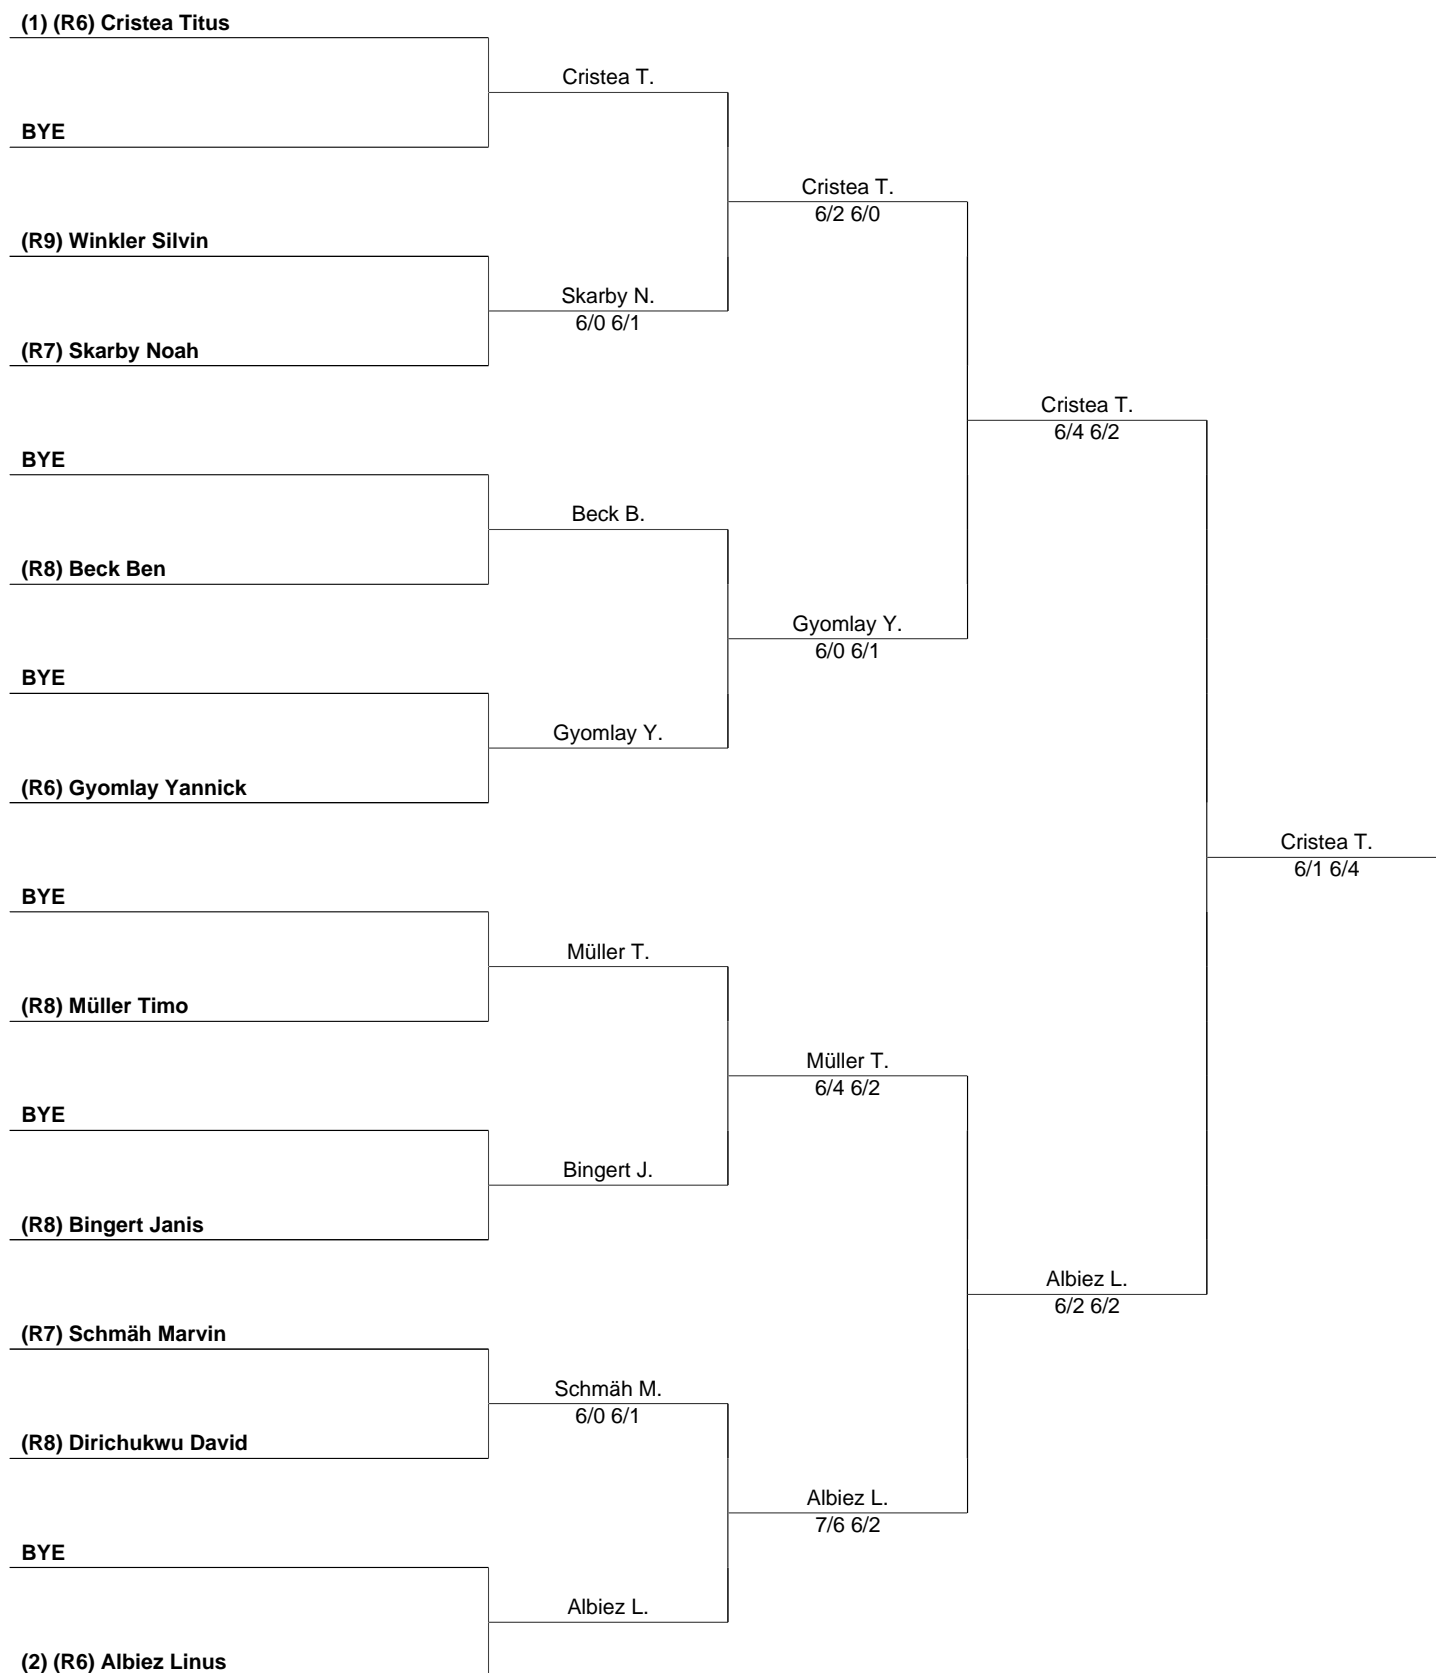 (1) (R6) Cristea Titus
Cristea T.
BYE
Cristea T.
6/2 6/0
(R9) Winkler Silvin
Skarby N.
6/0 6/1
(R7) Skarby Noah
Cristea T.
6/4 6/2
BYE
Beck B.
(R8) Beck Ben
Gyomlay Y.
6/0 6/1
BYE
Gyomlay Y.
(R6) Gyomlay Yannick
Cristea T.
6/1 6/4
BYE
Müller T.
(R8) Müller Timo
Müller T.
6/4 6/2
BYE
Bingert J.
(R8) Bingert Janis
Albiez L.
6/2 6/2
(R7) Schmäh Marvin
Schmäh M.
6/0 6/1
(R8) Dirichukwu David
Albiez L.
7/6 6/2
BYE
Albiez L.
(2) (R6) Albiez Linus